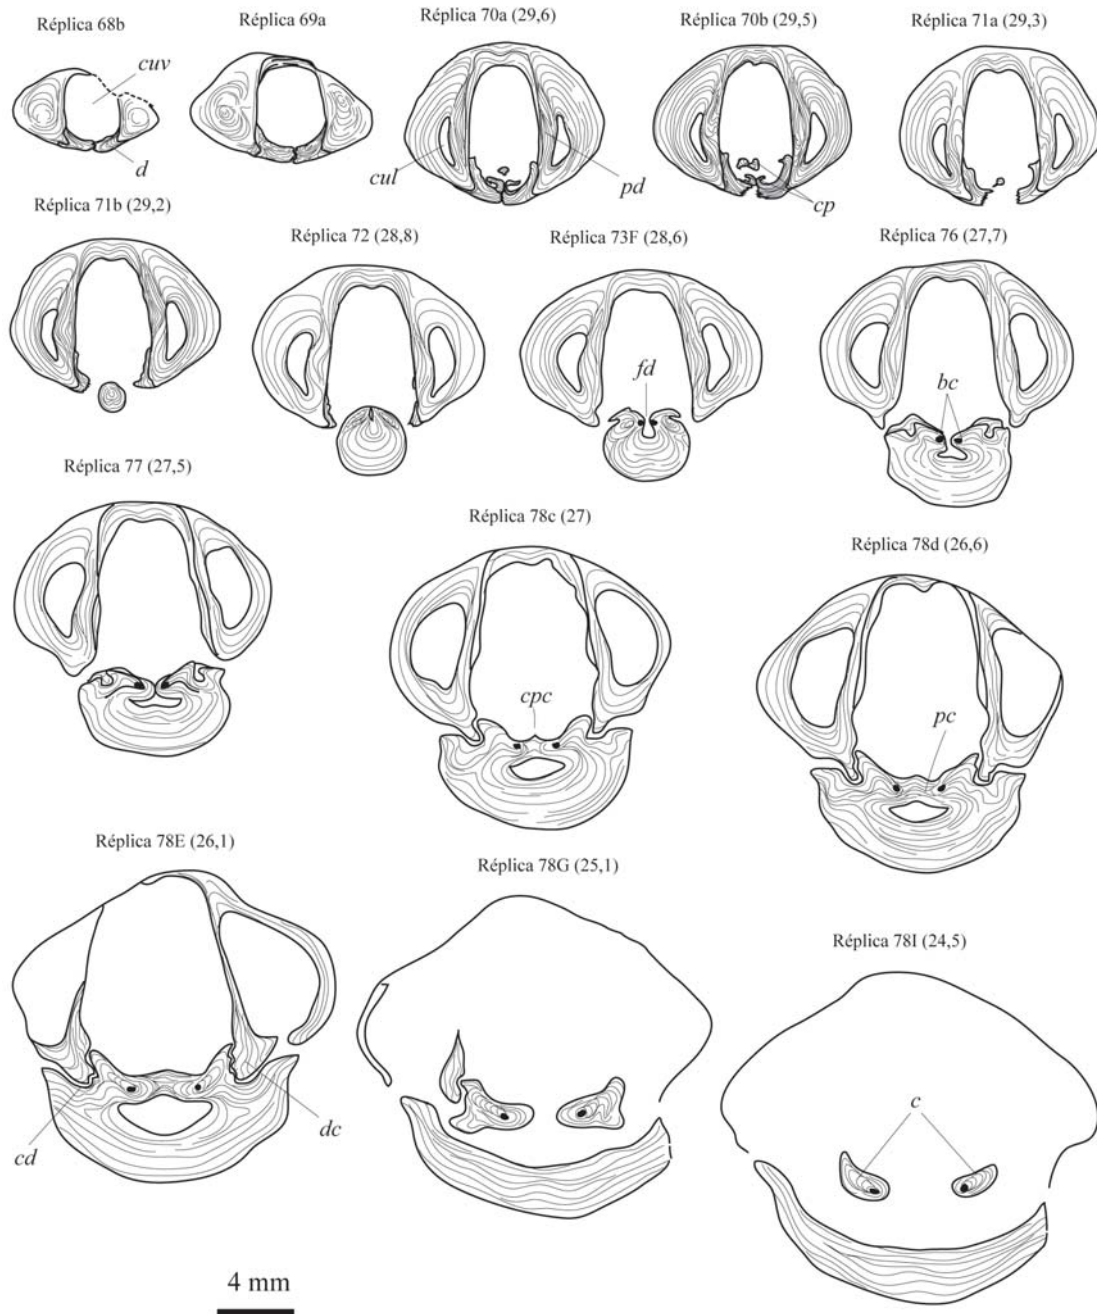 Réplica 68b
Réplica 69a
Réplica 70a (29,6)
Réplica 70b (29,5)
Réplica 71a (29,3)
cuv
d
cul
pd
cp
Réplica 71b (29,2)
Réplica 72 (28,8)
Réplica 73F (28,6)
Réplica 76 (27,7)
fd
bc
Réplica 77 (27,5)
Réplica 78c (27)
Réplica 78d (26,6)
cpc
pc
Réplica 78E (26,1)
Réplica 78G (25,1)
Réplica 78I (24,5)
cd
dc
c
4 mm